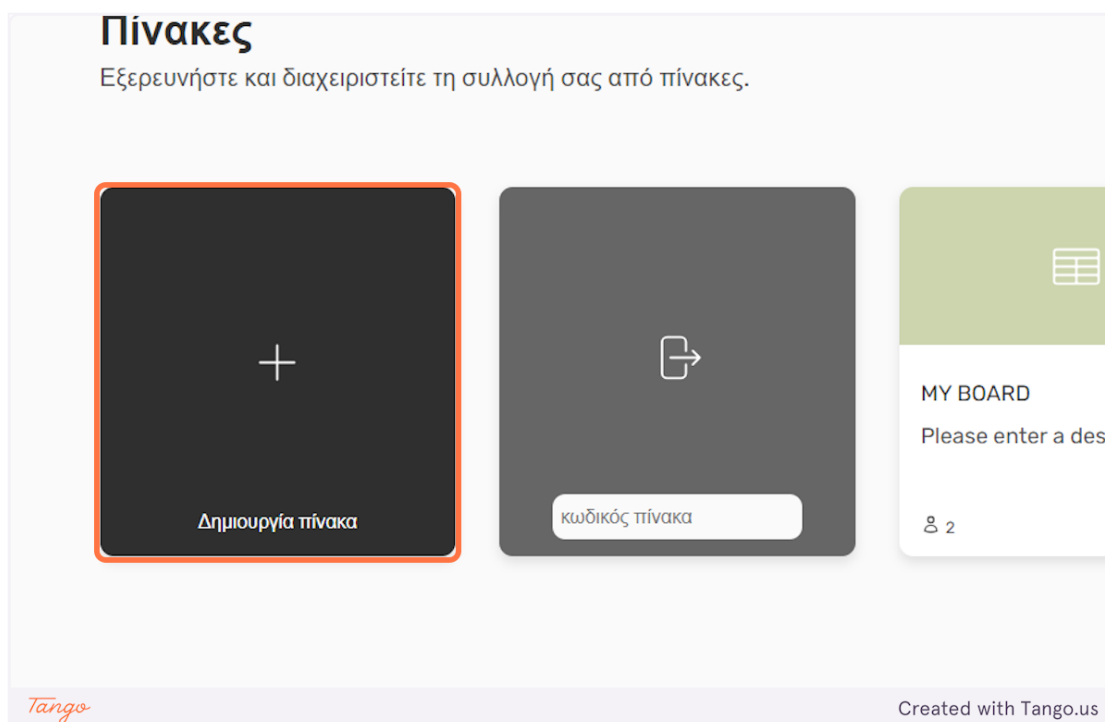 Πίνακες
Εξερευνήστε και διαχειριστείτε τη συλλογή σας από πίνακες.
Δημιουργία πίνακα
κωδικός πίνακα
MY BOARD
Please enter a des
2
Tango
Created with Tango.us